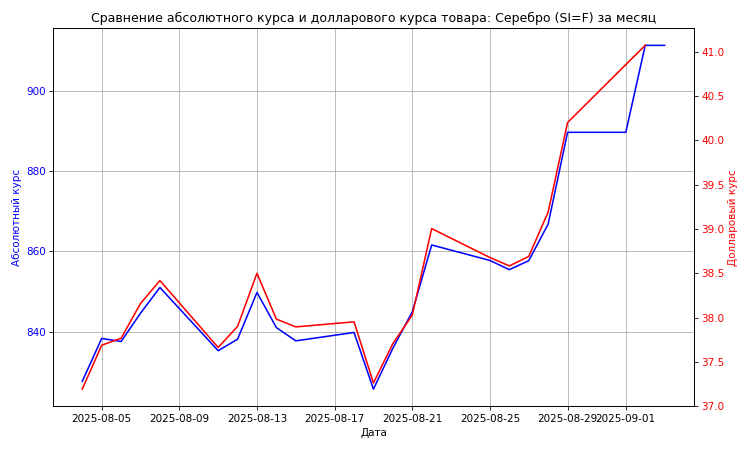 Сравнение абсолютного курса и долларового курса товара: Серебро (SI=F) за месяц
Абсолютный курс
900
880
860
840
41.0
40.5
40.0
39.5
39.0
38.5
38.0
37.5
37.0
Долларовый курс
2025-08-05 2025-08-09 2025-08-13 2025-08-17 2025-08-21 2025-08-25 2025-08-29 2025-09-01
Дата